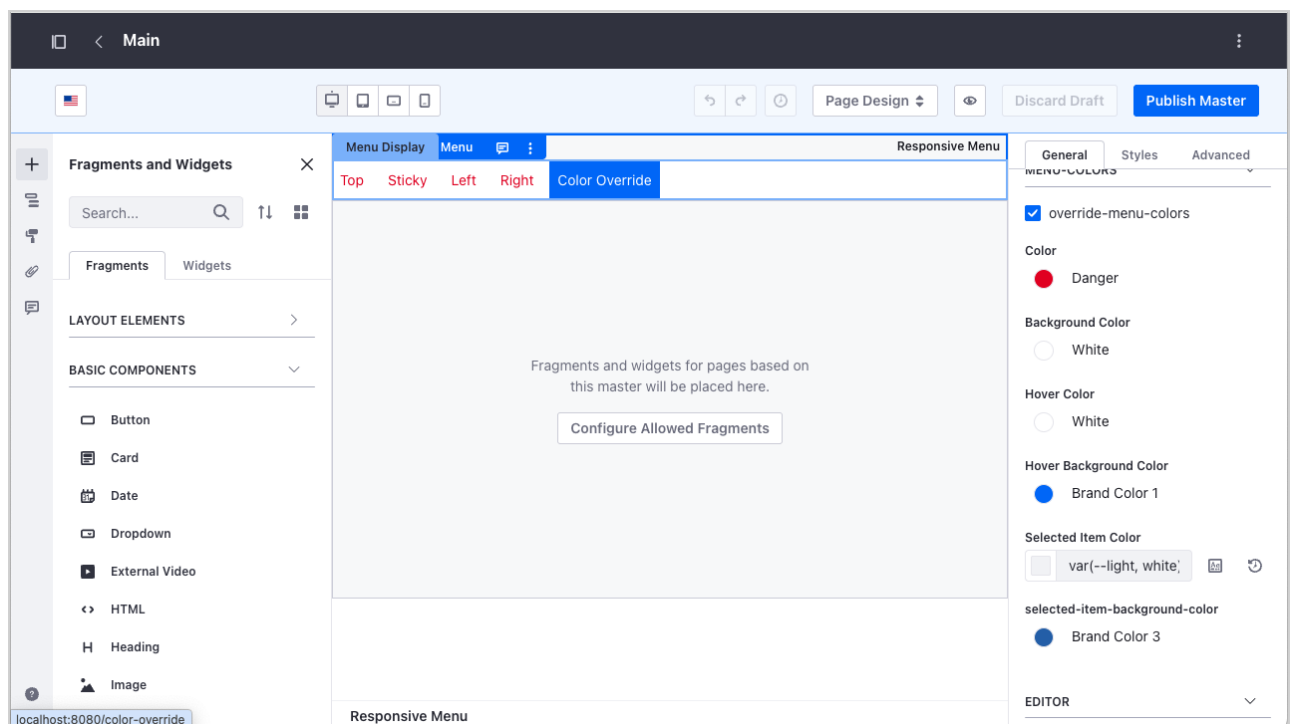 Main
Page Design
Discard Draft
Publish Master
Fragments and Widgets
Search...
Fragments
Widgets
LAYOUT ELEMENTS
BASIC COMPONENTS
Button
Card
Date
Dropdown
External Video
HTML
H Heading
Image
localhost:8080/color-override
Menu Display
Menu
Responsive Menu
Top
Sticky
Left
Right
Color Override
Fragments and widgets for pages based on
this master will be placed here.
Configure Allowed Fragments
Responsive Menu
General
Styles
Advanced
MENU-COLORS
override-menu-colors
Color
Danger
Background Color
White
Hover Color
White
Hover Background Color
Brand Color 1
Selected Item Color
var(--light, white)
selected-item-background-color
Brand Color 3
EDITOR